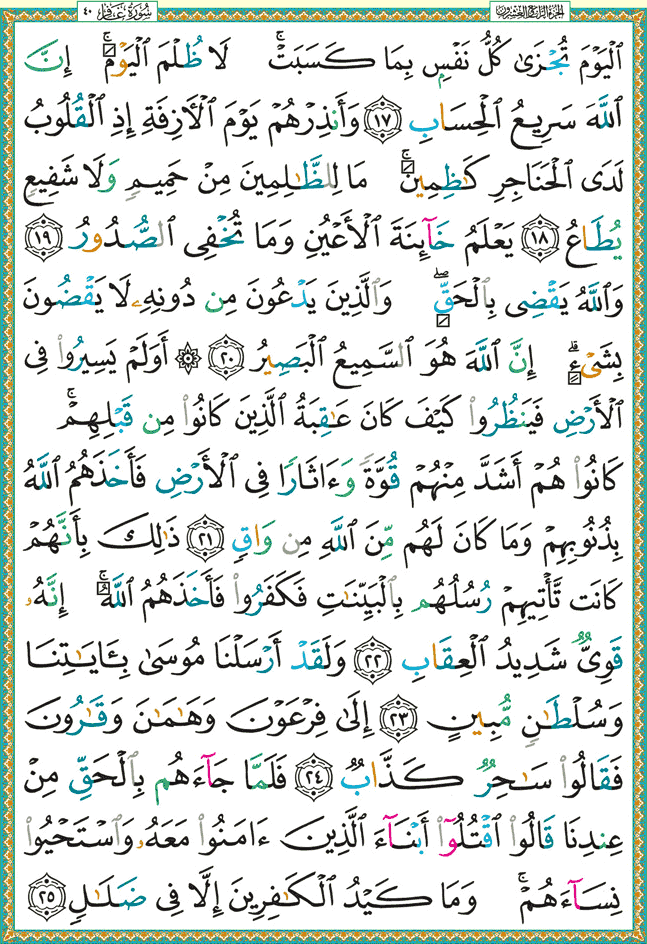 الجزء الرابع والعشرون سورة غافر ٤٠
ٱلۡيَوۡمَ تُجۡزَىٰ كُلُّ نَفۡسِۭ بِمَا كَسَبَتۡۚ لَا ظُلۡمَ ٱلۡيَوۡمَۚ إِنَّ
ٱللَّهَ سَرِيعُ ٱلۡحِسَابِ ١٧ وَأَنذِرۡهُمۡ يَوۡمَ ٱلۡأٓزِفَةِ إِذِ ٱلۡقُلُوبُ
لَدَى ٱلۡحَنَاجِرِ كَٰظِمِينَۚ مَا لِلظَّٰلِمِينَ مِنۡ حَمِيمٖ وَلَا شَفِيعٖ
يُطَاعُ ١٨ يَعۡلَمُ خَآئِنَةَ ٱلۡأَعۡيُنِ وَمَا تُخۡفِي ٱلصُّدُورُ ١٩
وَٱللَّهُ يَقۡضِي بِٱلۡحَقِّۖ وَٱلَّذِينَ يَدۡعُونَ مِن دُونِهِۦ لَا يَقۡضُونَ
بِشَيۡءٍۗ إِنَّ ٱللَّهَ هُوَ ٱلسَّمِيعُ ٱلۡبَصِيرُ ٢٠ ۞ أَوَلَمۡ يَسِيرُواْ فِي
ٱلۡأَرۡضِ فَيَنظُرُواْ كَيۡفَ كَانَ عَٰقِبَةُ ٱلَّذِينَ كَانُواْ مِن قَبۡلِهِمۡۚ
كَانُواْ هُمۡ أَشَدَّ مِنۡهُمۡ قُوَّةٗ وَءَاثَارٗا فِي ٱلۡأَرۡضِ فَأَخَذَهُمُ ٱللَّهُ
بِذُنُوبِهِمۡ وَمَا كَانَ لَهُم مِّنَ ٱللَّهِ مِن وَاقٖ ٢١ ذَٰلِكَ بِأَنَّهُمۡ
كَانَت تَّأۡتِيهِمۡ رُسُلُهُم بِٱلۡبَيِّنَٰتِ فَكَفَرُواْ فَأَخَذَهُمُ ٱللَّهُۚ إِنَّهُۥ
قَوِيّٞ شَدِيدُ ٱلۡعِقَابِ ٢٢ وَلَقَدۡ أَرۡسَلۡنَا مُوسَىٰ بِـَٔايَٰتِنَا
وَسُلۡطَٰنٖ مُّبِينٍ ٢٣ إِلَىٰ فِرۡعَوۡنَ وَهَٰمَٰنَ وَقَٰرُونَ
فَقَالُواْ سَٰحِرٞ كَذَّابٞ ٢٤ فَلَمَّا جَآءَهُم بِٱلۡحَقِّ مِنۡ
عِندِنَا قَالُواْ ٱقۡتُلُوٓاْ أَبۡنَآءَ ٱلَّذِينَ ءَامَنُواْ مَعَهُۥ وَٱسۡتَحۡيُواْ
نِسَآءَهُمۡۚ وَمَا كَيۡدُ ٱلۡكَٰفِرِينَ إِلَّا فِي ضَلَٰلٖ ٢٥